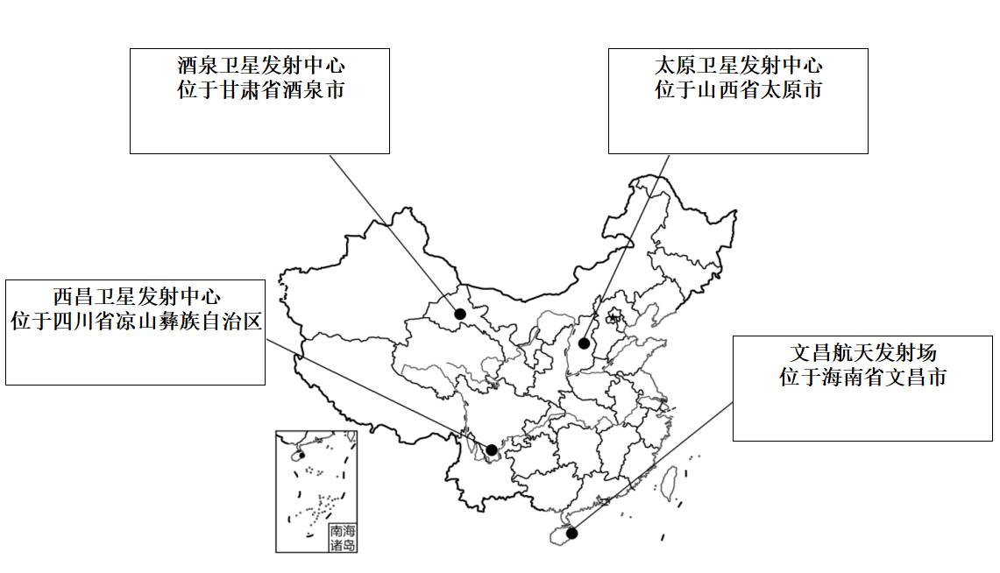 酒泉卫星发射中心
位于甘肃省酒泉市
太原卫星发射中心
位于山西省太原市
西昌卫星发射中心
位于四川省凉山彝族自治区
文昌航天发射场
位于海南省文昌市
南海
诸岛